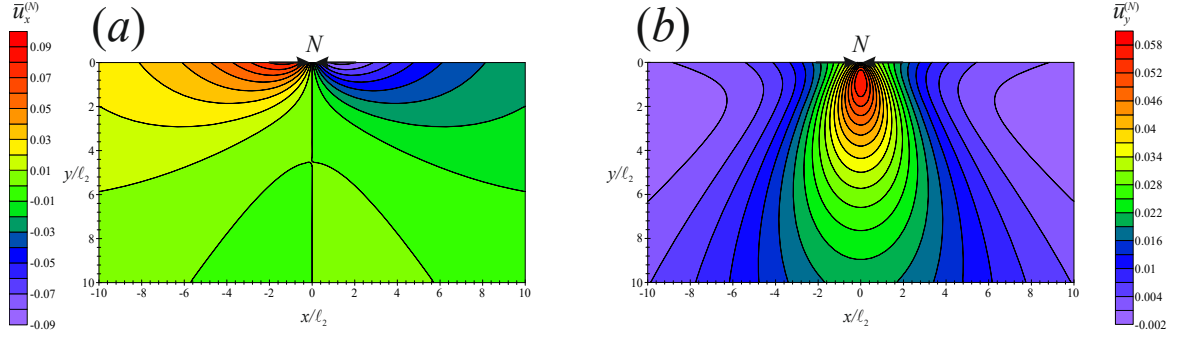 ū_x^(N)
0.09
0.07
0.05
0.03
0.01
-0.01
-0.03
-0.05
-0.07
-0.09
(a)
N
0
2
4
6
8
10
y/ℓ₂
-10 -8 -6 -4 -2 0 2 4 6 8 10
x/ℓ₂
(b)
N
0
2
4
6
8
10
y/ℓ₂
-10 -8 -6 -4 -2 0 2 4 6 8 10
x/ℓ₂
ū_y^(N)
0.058
0.052
0.046
0.04
0.034
0.028
0.022
0.016
0.01
0.004
-0.002